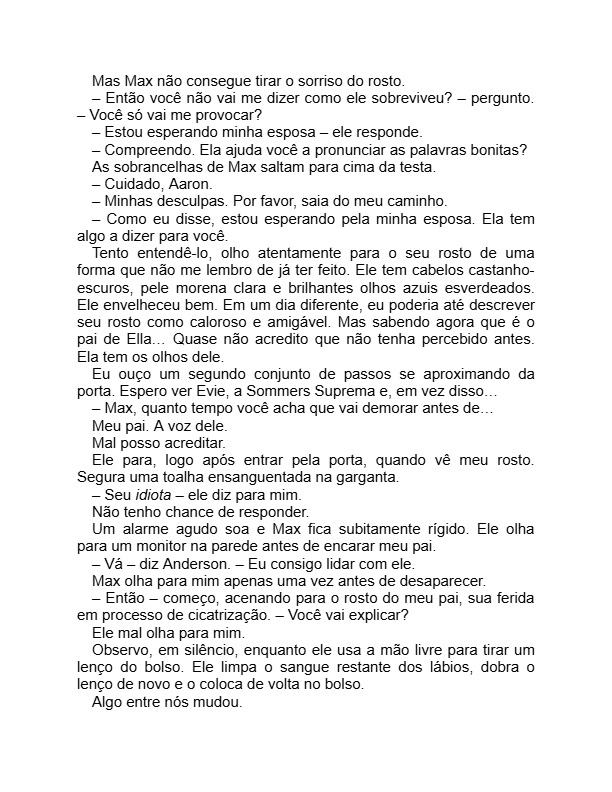 Mas Max não consegue tirar o sorriso do rosto.
– Então você não vai me dizer como ele sobreviveu? – pergunto.
– Você só vai me provocar?
– Estou esperando minha esposa – ele responde.
– Compreendo. Ela ajuda você a pronunciar as palavras bonitas?
As sobrancelhas de Max saltam para cima da testa.
– Cuidado, Aaron.
– Minhas desculpas. Por favor, saia do meu caminho.
– Como eu disse, estou esperando pela minha esposa. Ela tem
algo a dizer para você.
Tento entendê-lo, olho atentamente para o seu rosto de uma
forma que não me lembro de já ter feito. Ele tem cabelos castanho-
escuros, pele morena clara e brilhantes olhos azuis esverdeados.
Ele envelheceu bem. Em um dia diferente, eu poderia até descrever
seu rosto como caloroso e amigável. Mas sabendo agora que é o
pai de Ella… Quase não acredito que não tenha percebido antes.
Ela tem os olhos dele.
Eu ouço um segundo conjunto de passos se aproximando da
porta. Espero ver Evie, a Sommers Suprema e, em vez disso…
– Max, quanto tempo você acha que vai demorar antes de…
Meu pai. A voz dele.
Mal posso acreditar.
Ele para, logo após entrar pela porta, quando vê meu rosto.
Segura uma toalha ensanguentada na garganta.
– Seu idiota – ele diz para mim.
Não tenho chance de responder.
Um alarme agudo soa e Max fica subitamente rígido. Ele olha
para um monitor na parede antes de encarar meu pai.
– Vá – diz Anderson. – Eu consigo lidar com ele.
Max olha para mim apenas uma vez antes de desaparecer.
– Então – começo, acenando para o rosto do meu pai, sua ferida
em processo de cicatrização. – Você vai explicar?
Ele mal olha para mim.
Observo, em silêncio, enquanto ele usa a mão livre para tirar um
lenço do bolso. Ele limpa o sangue restante dos lábios, dobra o
lenço de novo e o coloca de volta no bolso.
Algo entre nós mudou.